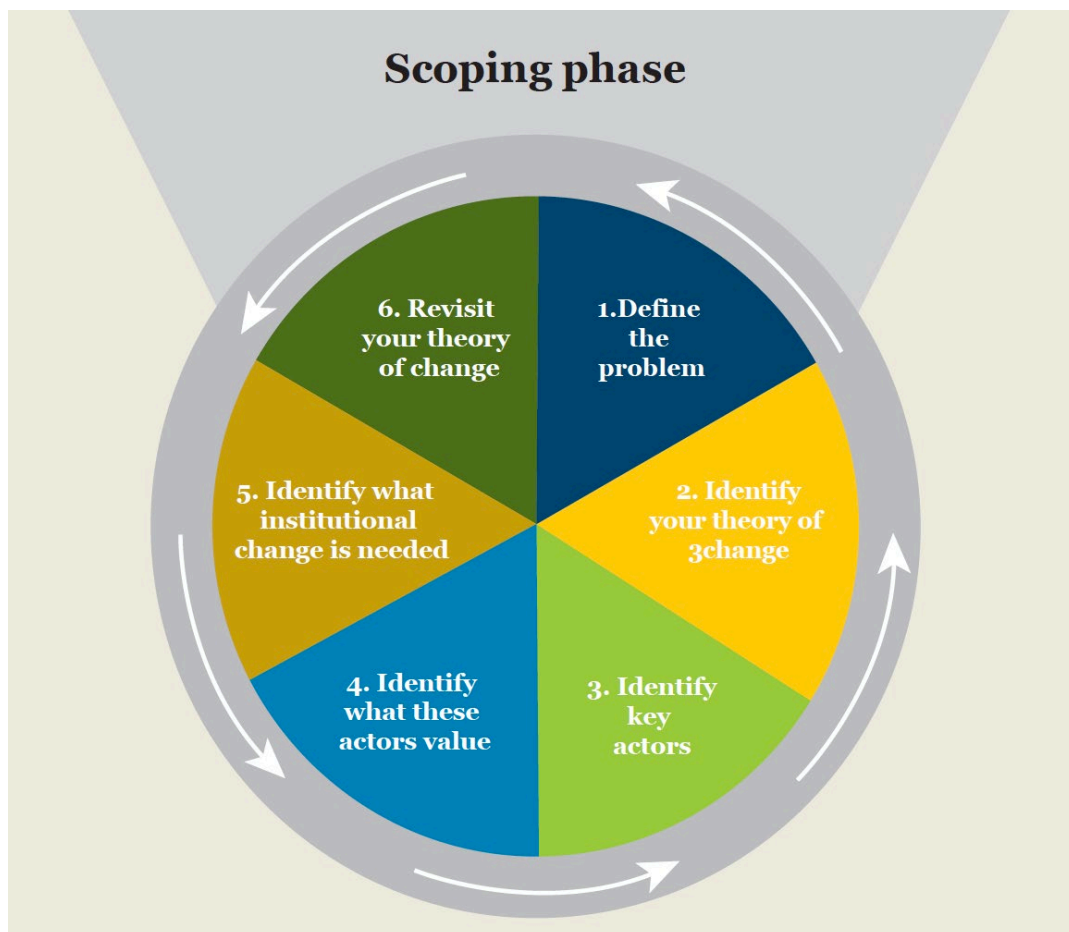 Scoping phase
1.Define
the
problem
2. Identify
your theory of
3change
3. Identify
key
actors
4. Identify
what these
actors value
5. Identify what
institutional
change is needed
6. Revisit
your theory
of change